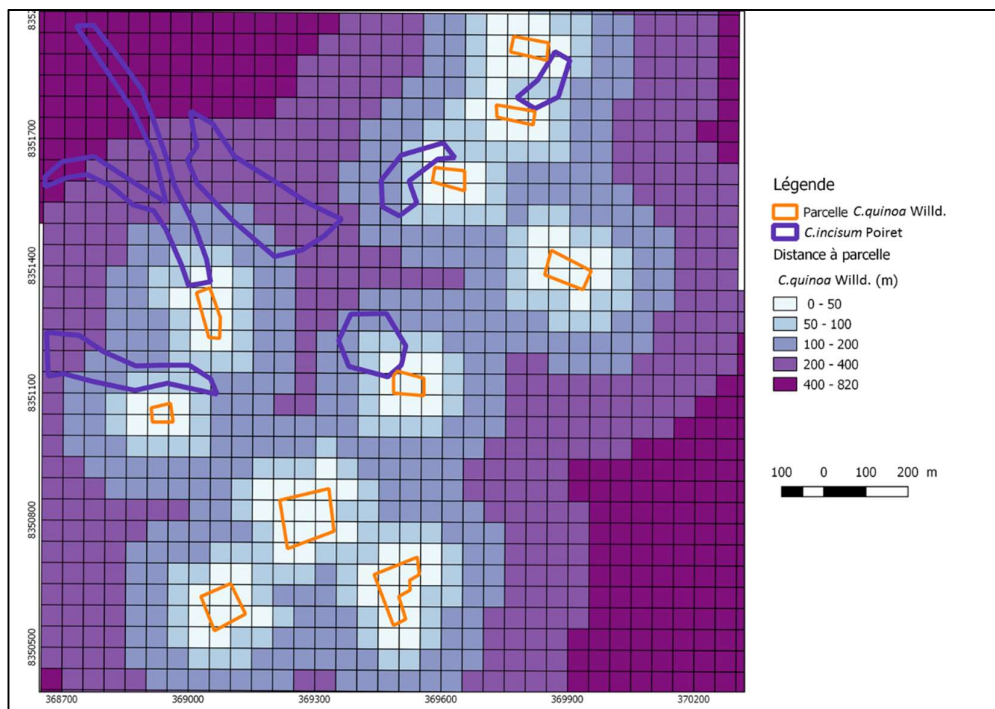 8352
8351700
8351400
8351100
8350800
8350500
368700 369000 369300 369600 369900 370200
Légende
Parcelle C.quinoa Willd.
C.incisum Poiret
Distance à parcelle
C.quinoa Willd. (m)
0 - 50
50 - 100
100 - 200
200 - 400
400 - 820
100 0 100 200 m